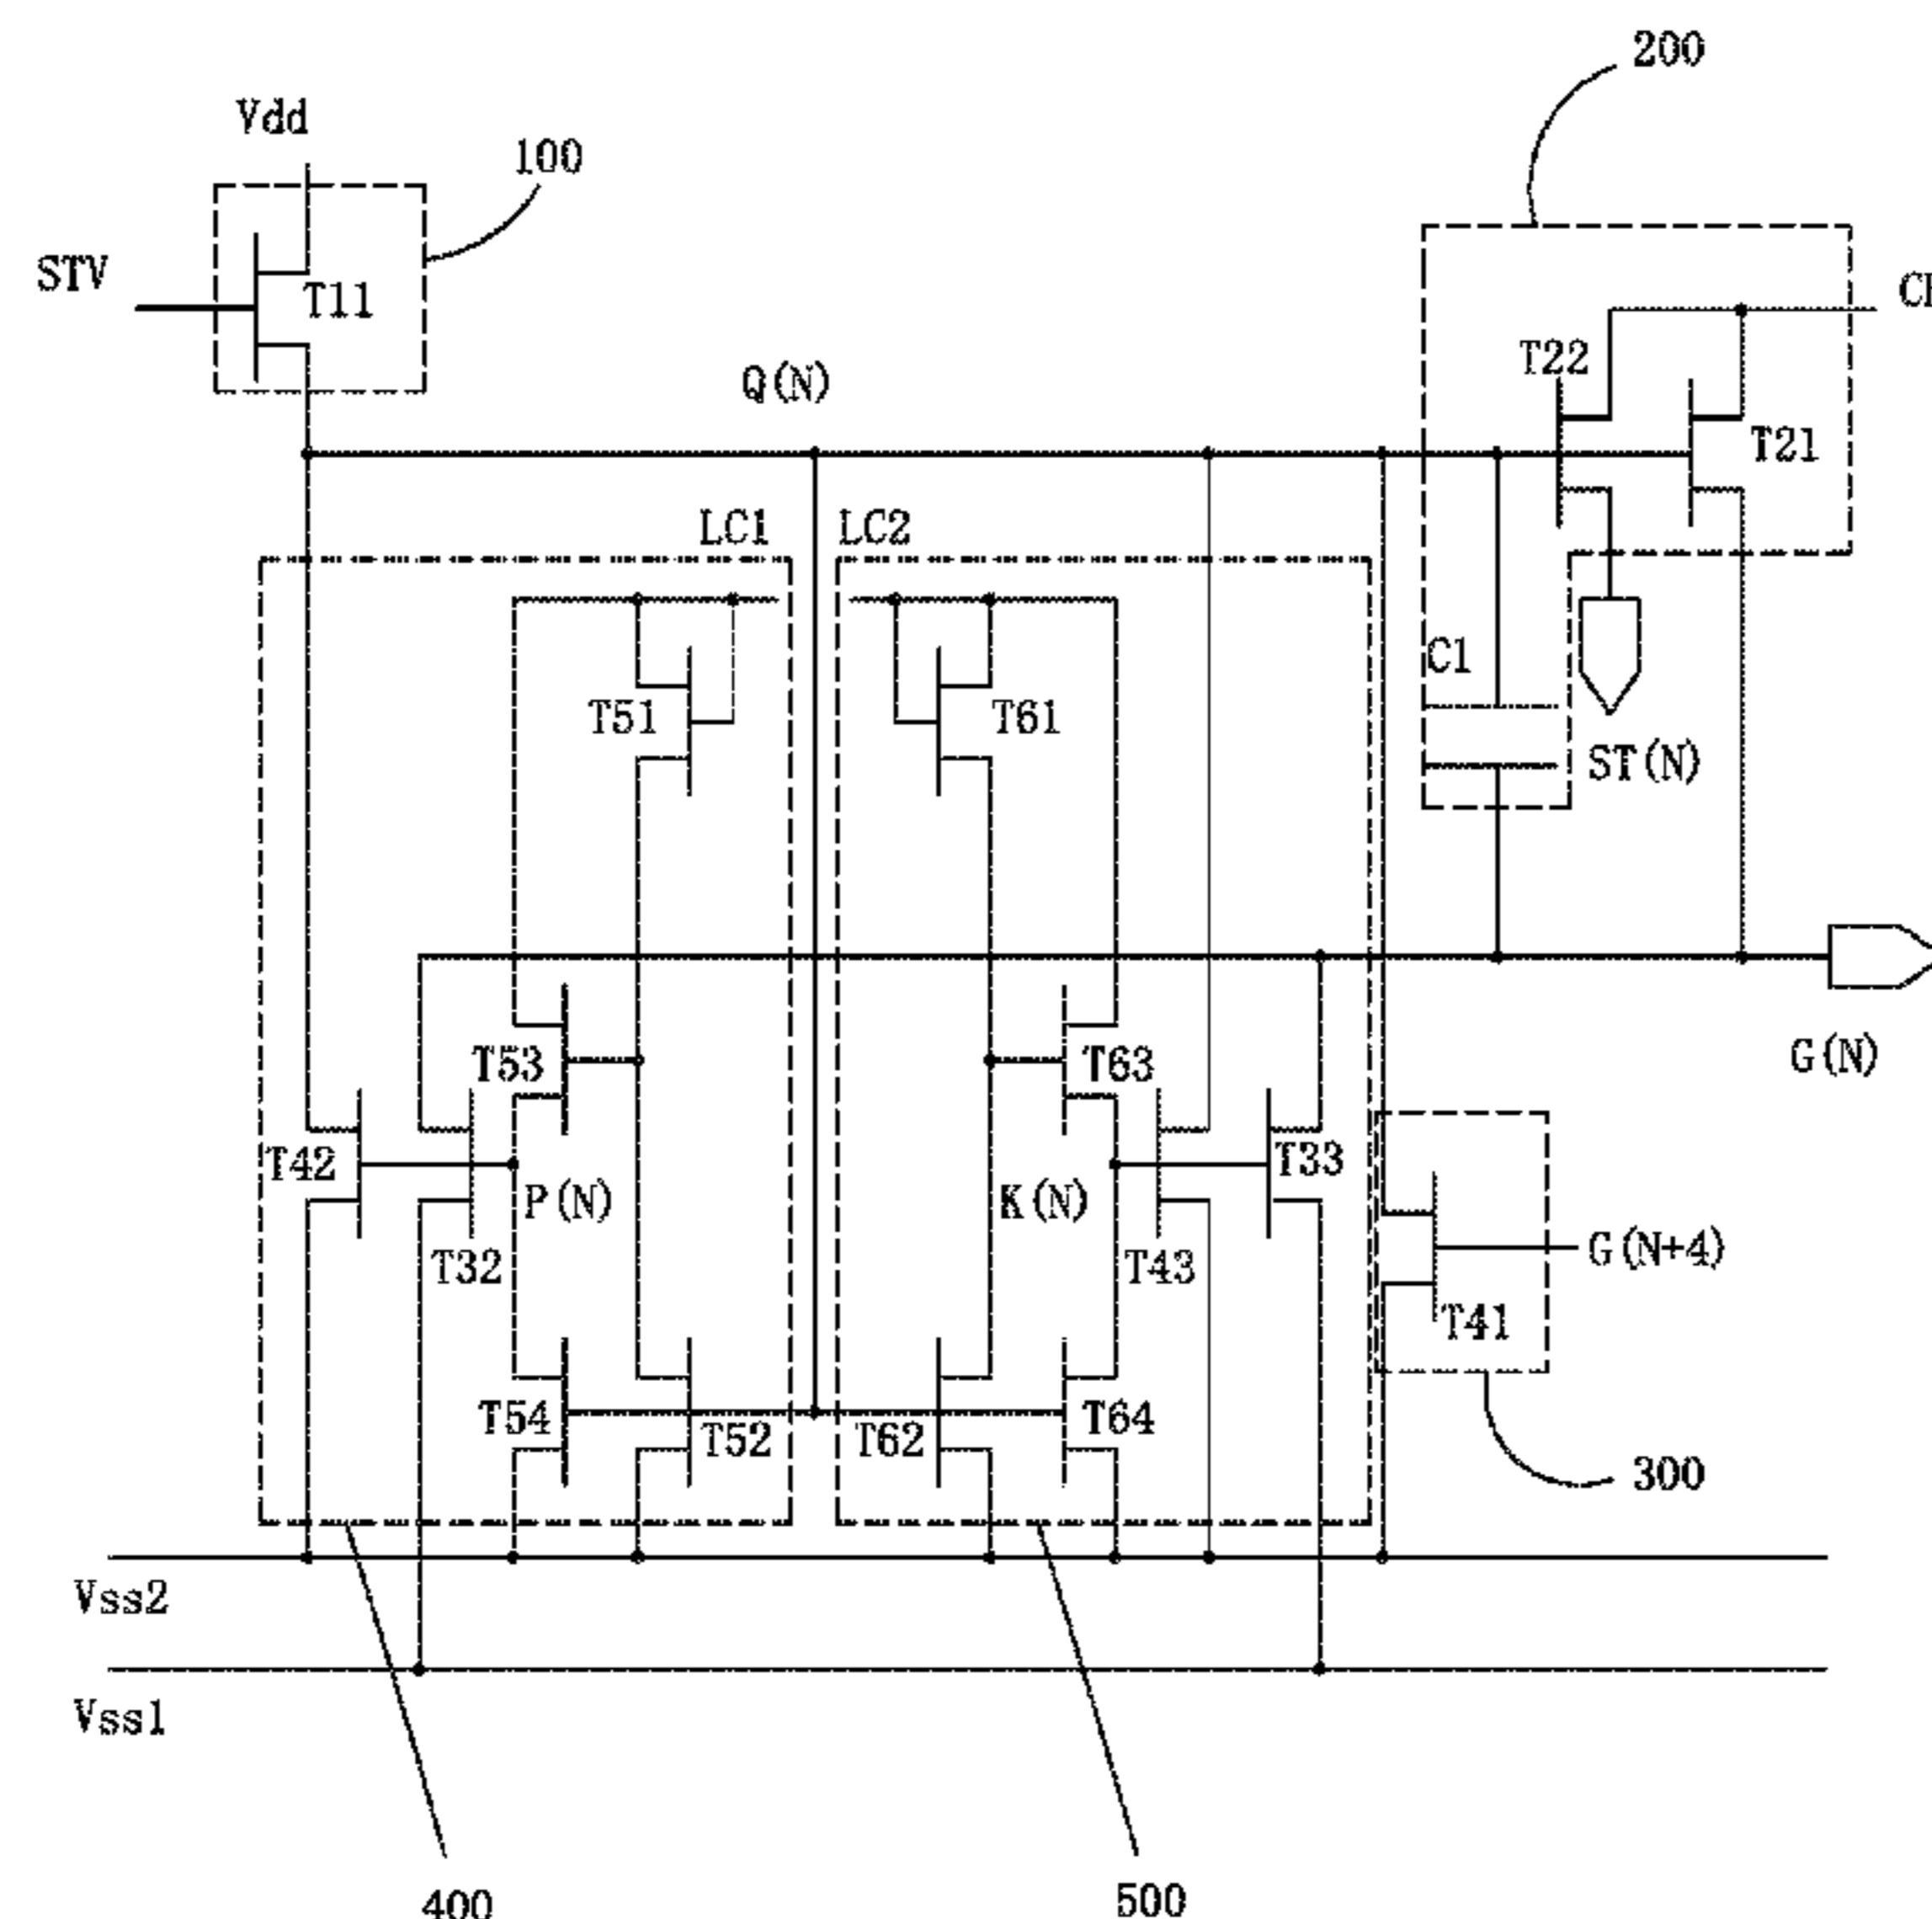 200
Vdd
100
STV
T11
T22
T21
Q(N)
LC1
LC2
T51
T61
C1
ST(N)
T53
T63
G(N)
T42
P(N)
K(N)
T33
T32
T43
G(N+4)
T41
T54
T52
T62
T64
300
Vss2
Vss1
400
500